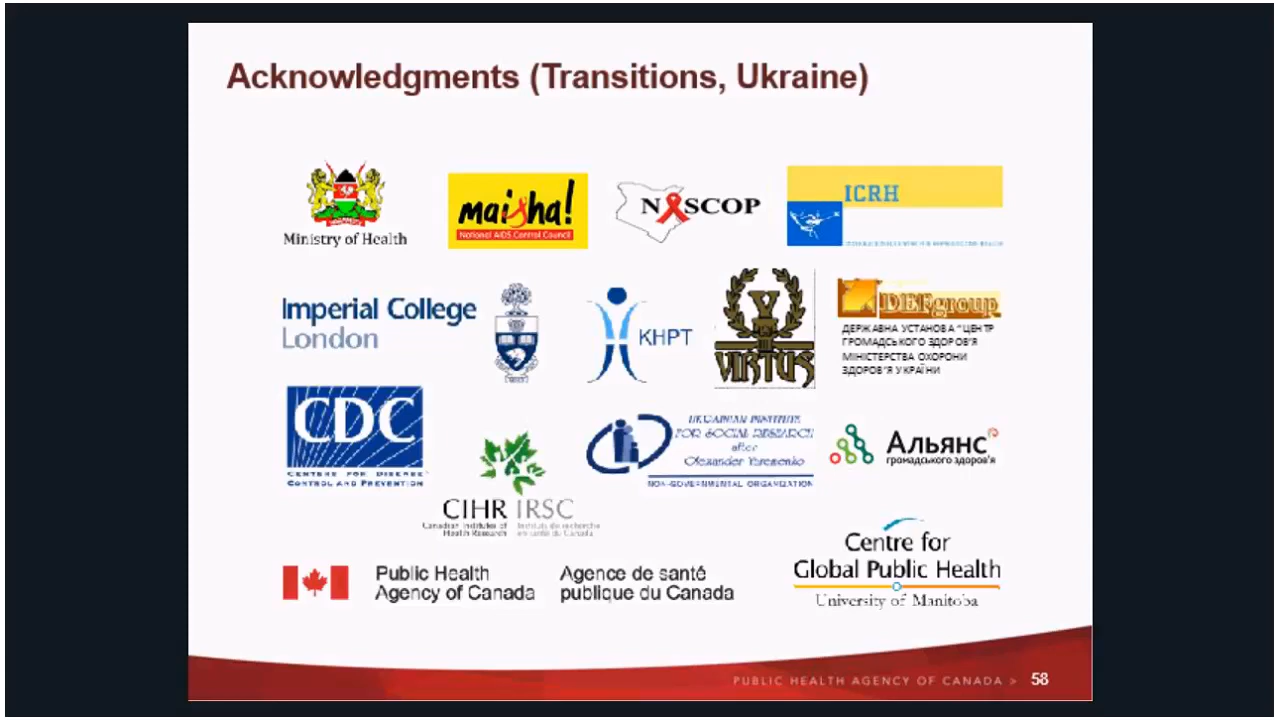 Acknowledgments (Transitions, Ukraine)
Ministry of Health
maisha!
National AIDS Control Council
NASCOP
ICRH
Imperial College
London
KHPT
V
VIRTUS
DEFgroup
ДЕРЖАВНА УСТАНОВА "ЦЕНТР
ГРОМАДСЬКОГО ЗДОРОВ'Я
МІНІСТЕРСТВА ОХОРОНИ
ЗДОРОВ'Я УКРАЇНИ
CDC
CENTERS FOR DISEASE
CONTROL AND PREVENTION
CIHR IRSC
Canadian Institutes of
Health Research
Instituts de recherche
en santé du Canada
UKRAINIAN INSTITUTE
FOR SOCIAL RESEARCH
after
Olexander Yaremenko
NON-GOVERNMENTAL ORGANIZATION
Альянс
громадського здоров'я
Public Health
Agency of Canada
Agence de santé
publique du Canada
Centre for
Global Public Health
University of Manitoba
PUBLIC HEALTH AGENCY OF CANADA > 58